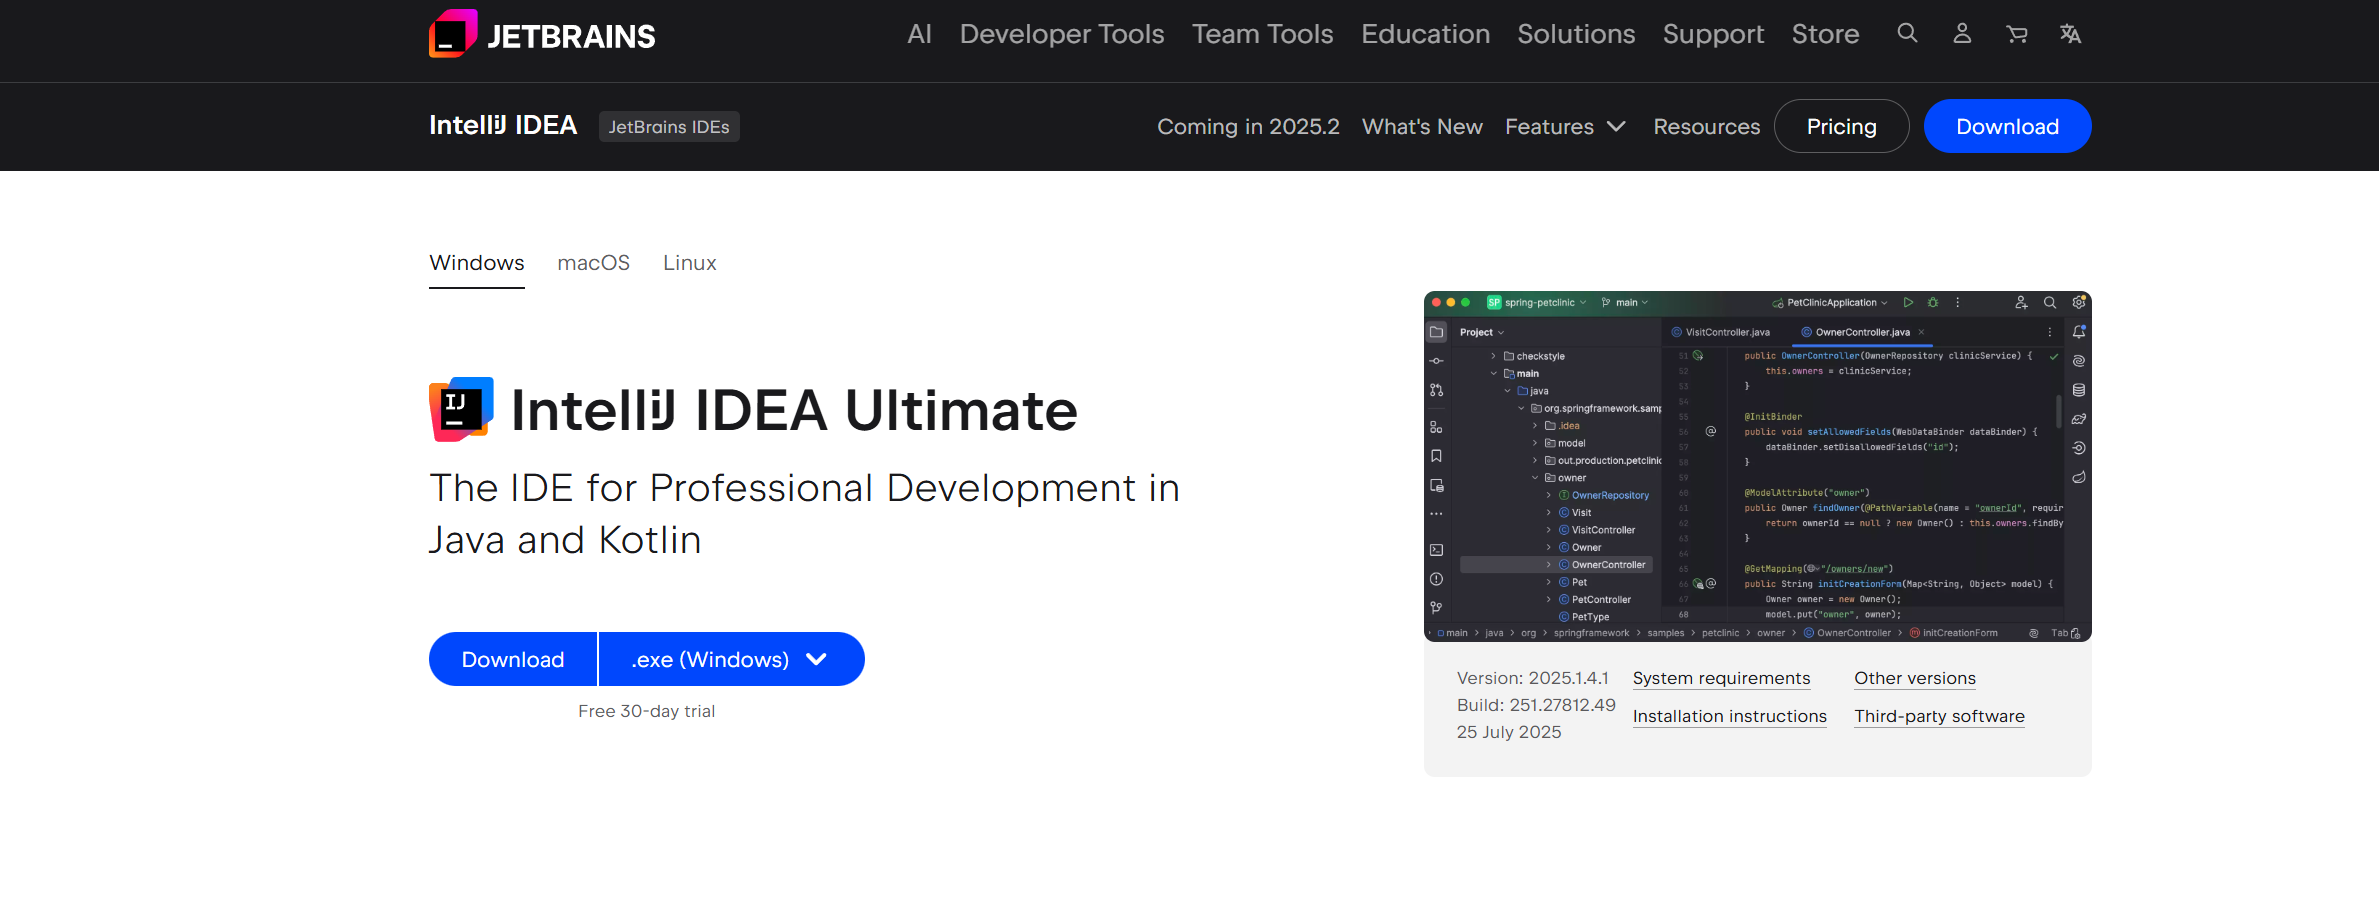 JETBRAINS
AI Developer Tools Team Tools Education Solutions Support Store
IntelliJ IDEA JetBrains IDEs
Coming in 2025.2 What's New Features Resources Pricing Download
Windows macOS Linux
IntelliJ IDEA Ultimate
The IDE for Professional Development in
Java and Kotlin
Download .exe (Windows)
Free 30-day trial
SP spring-petclinic main PetClinicApplication
Project
VisitController.java OwnerController.java
checkstyle
main
java
org.springframework.samp
.idea
model
out.production.petclinic
owner
OwnerRepository
Visit
VisitController
Owner
OwnerController
Pet
PetController
PetType
51 public OwnerController(OwnerRepository clinicService) {
52 this.owners = clinicService;
53 }
54
55 @InitBinder
56 public void setAllowedFields(WebDataBinder dataBinder) {
57 dataBinder.setDisallowedFields("id");
58 }
59
60 @ModelAttribute("owner")
61 public Owner findOwner(@PathVariable(name = "ownerId", requir
62 return ownerId == null ? new Owner() : this.owners.findBy
63 }
64
65 @GetMapping("/owners/new")
66 public String initCreationForm(Map<String, Object> model) {
67 Owner owner = new Owner();
68 model.put("owner", owner);
main > java > org > springframework > samples > petclinic > owner > OwnerController > initCreationForm Tab
Version: 2025.1.4.1
Build: 251.27812.49
25 July 2025
System requirements
Installation instructions
Other versions
Third-party software